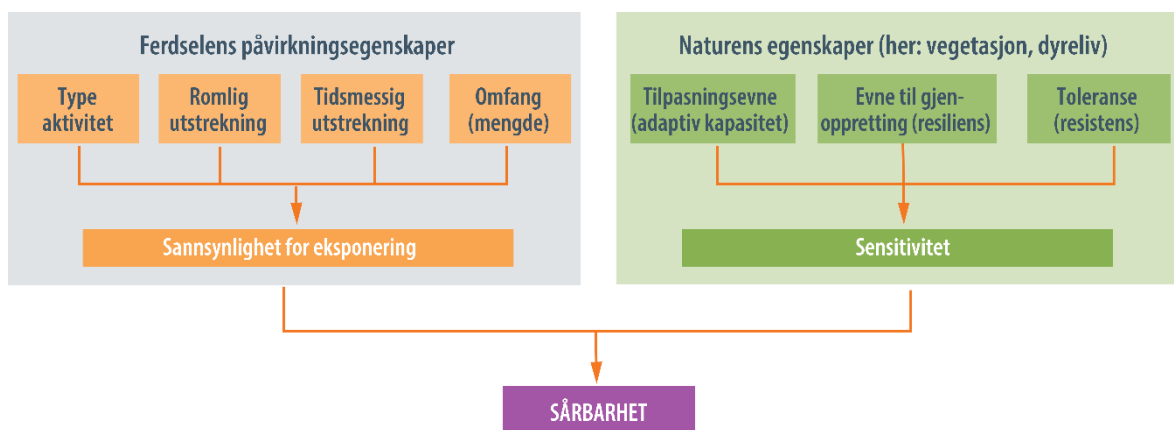 Ferdselens påvirkningsegenskaper
Type
aktivitet
Romlig
utstrekning
Tidsmessig
utstrekning
Omfang
(mengde)
Sannsynlighet for eksponering
Naturens egenskaper (her: vegetasjon, dyreliv)
Tilpasningsevne
(adaptiv kapasitet)
Evne til gjen-
oppretting (resiliens)
Toleranse
(resistens)
Sensitivitet
SÅRBARHET